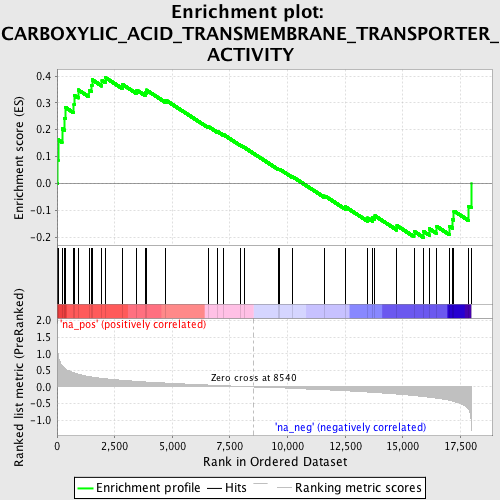 Enrichment plot:
CARBOXYLIC_ACID_TRANSMEMBRANE_TRANSPORTER_
ACTIVITY
Enrichment score (ES)
0.4
0.3
0.2
0.1
0.0
-0.1
-0.2
Ranked list metric (PreRanked)
2.0
1.5
1.0
0.5
0.0
-0.5
-1.0
'na_pos' (positively correlated)
Zero cross at 8540
'na_neg' (negatively correlated)
0 2,500 5,000 7,500 10,000 12,500 15,000 17,500
Rank in Ordered Dataset
Enrichment profile Hits Ranking metric scores